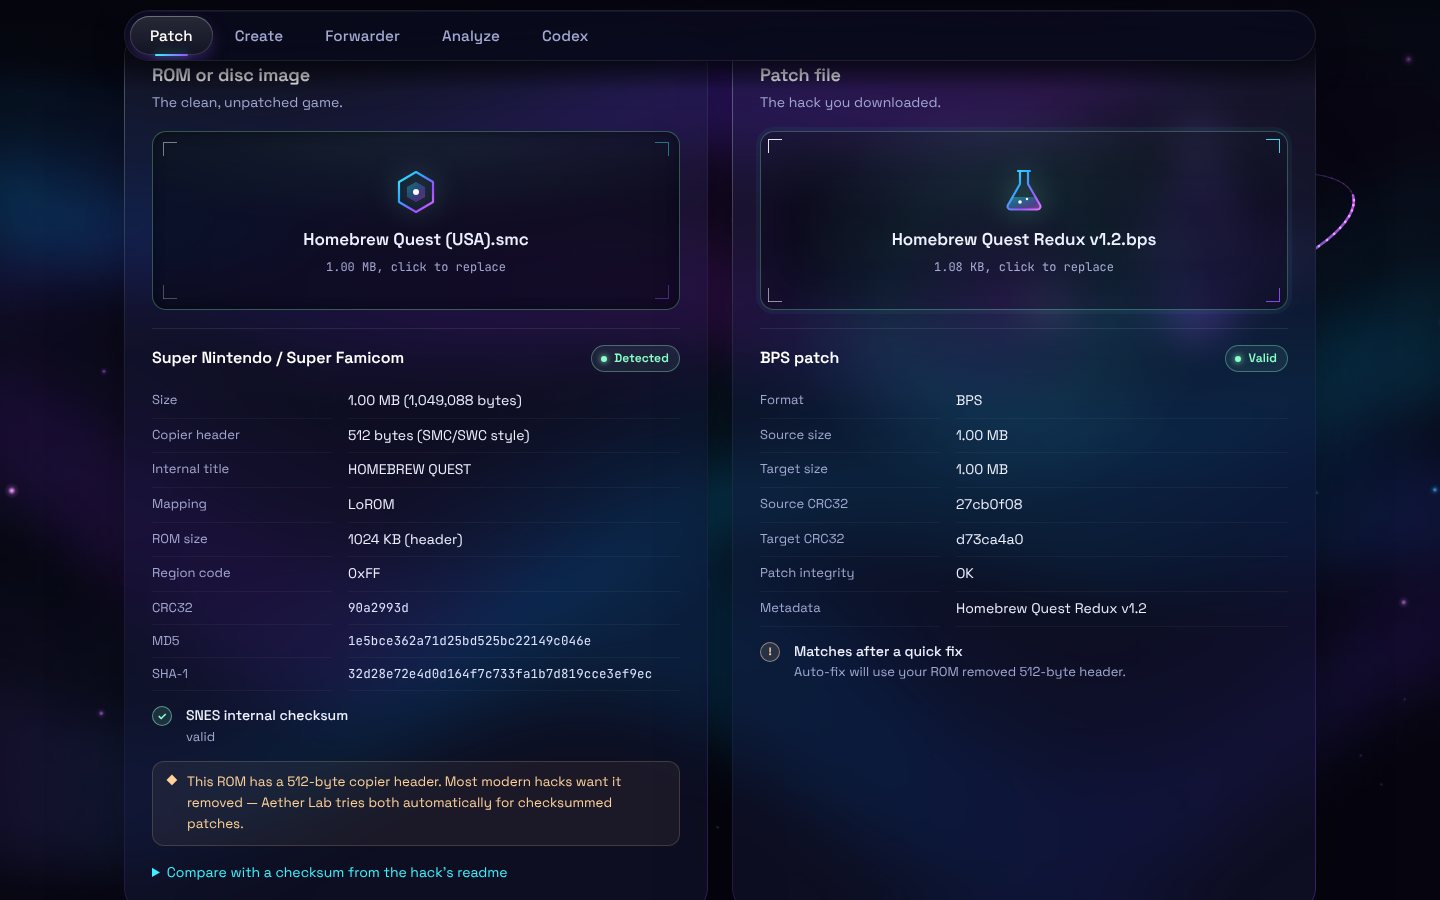 Patch
Create
Forwarder
Analyze
Codex
ROM or disc image
The clean, unpatched game.
Homebrew Quest (USA).smc
1.00 MB, click to replace
Super Nintendo / Super Famicom
Detected
Size
1.00 MB (1,049,088 bytes)
Copier header
512 bytes (SMC/SWC style)
Internal title
HOMEBREW QUEST
Mapping
LoROM
ROM size
1024 KB (header)
Region code
0xFF
CRC32
90a2993d
MD5
1e5bce362a71d25bd525bc22149c046e
SHA-1
32d28e72e4d0d164f7c733fa1b7d819cce3ef9ec
SNES internal checksum
valid
This ROM has a 512-byte copier header. Most modern hacks want it
removed — Aether Lab tries both automatically for checksummed
patches.
Compare with a checksum from the hack's readme
Patch file
The hack you downloaded.
Homebrew Quest Redux v1.2.bps
1.08 KB, click to replace
BPS patch
Valid
Format
BPS
Source size
1.00 MB
Target size
1.00 MB
Source CRC32
27cb0f08
Target CRC32
d73ca4a0
Patch integrity
OK
Metadata
Homebrew Quest Redux v1.2
Matches after a quick fix
Auto-fix will use your ROM removed 512-byte header.